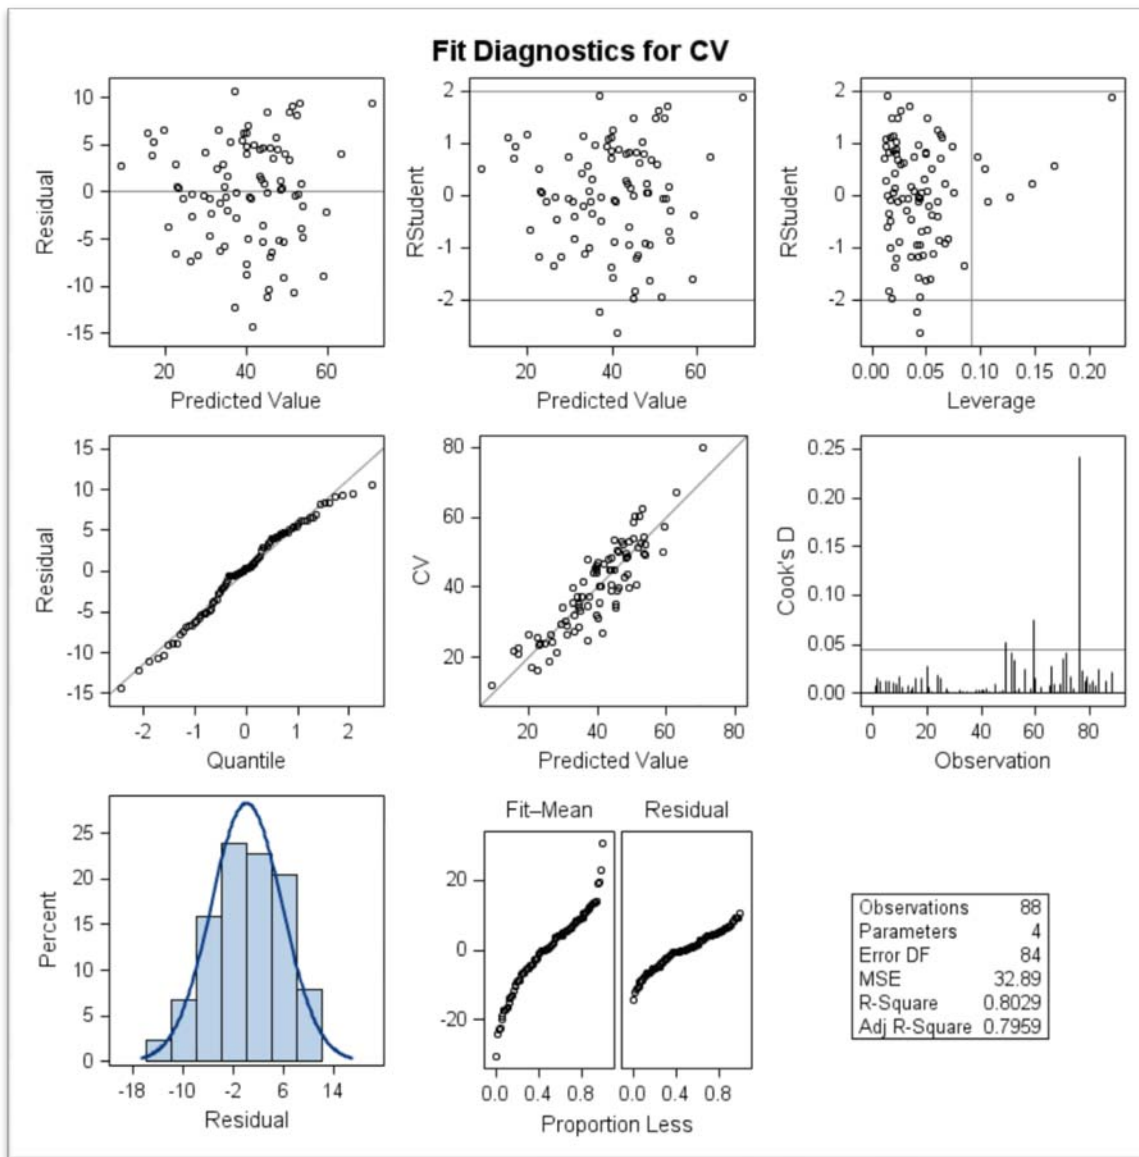 Fit Diagnostics for CV
10
5
0
-5
-10
-15
Residual
20 40 60
Predicted Value
2
1
0
-1
-2
RStudent
20 40 60
Predicted Value
2
1
0
-1
-2
RStudent
0.00 0.05 0.10 0.15 0.20
Leverage
15
10
5
0
-5
-10
-15
Residual
-2 -1 0 1 2
Quantile
80
60
40
20
CV
20 40 60 80
Predicted Value
0.25
0.20
0.15
0.10
0.05
0.00
Cook's D
0 20 40 60 80
Observation
25
20
15
10
5
0
Percent
-18 -10 -2 6 14
Residual
Fit–Mean Residual
20
0
-20
0.0 0.4 0.8 0.0 0.4 0.8
Proportion Less
Observations 88
Parameters 4
Error DF 84
MSE 32.89
R-Square 0.8029
Adj R-Square 0.7959